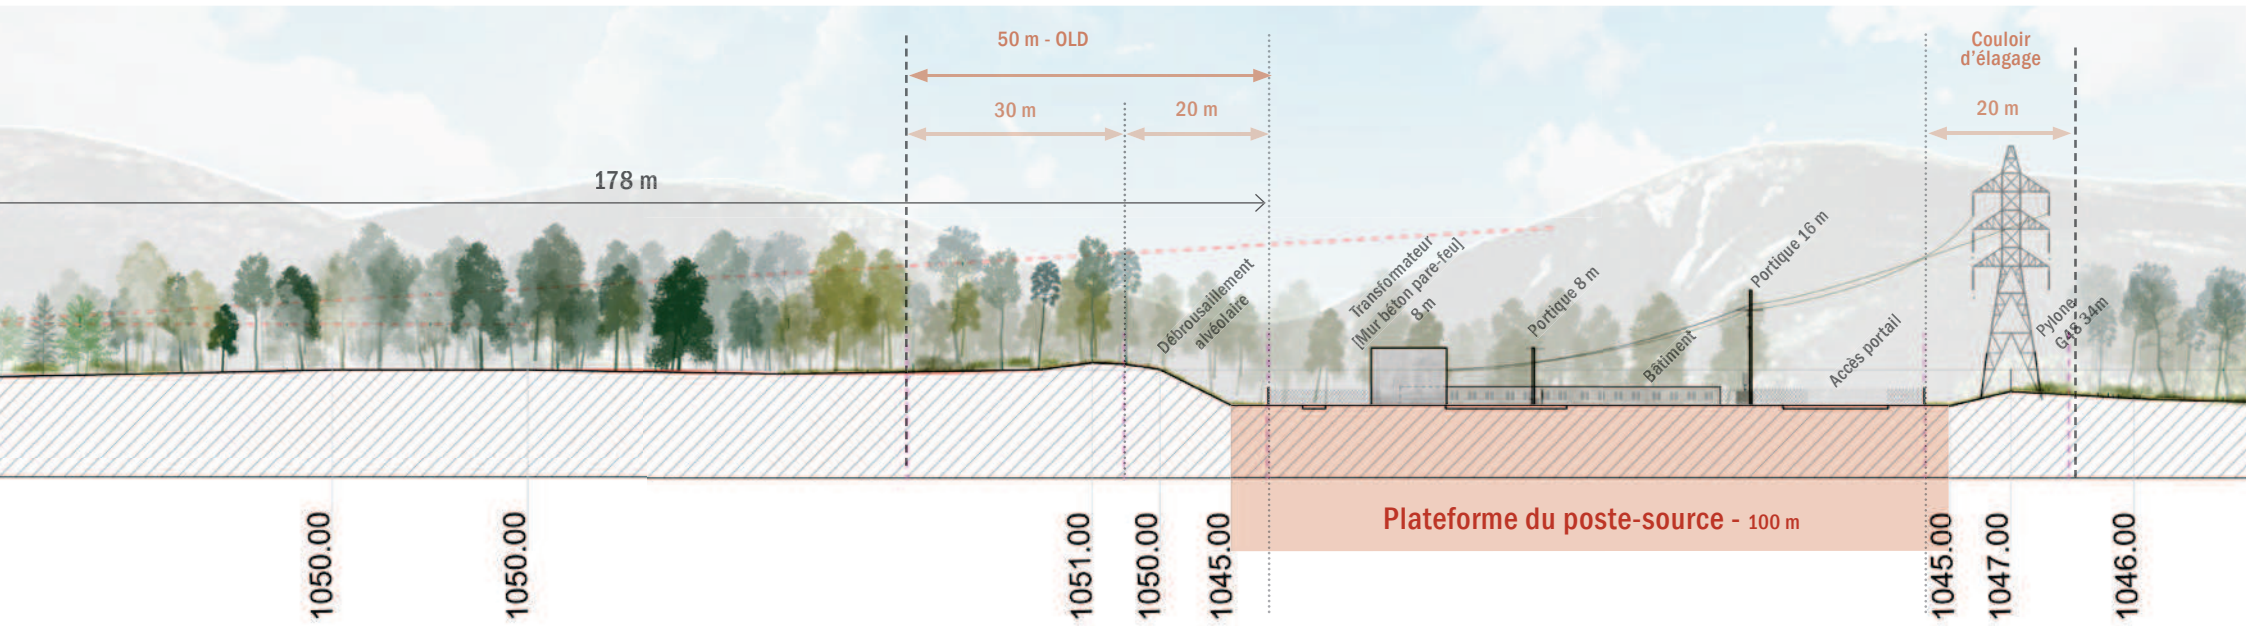 50 m - OLD
Couloir
d'élagage
30 m
20 m
20 m
178 m
Débrousaillement
alvéolaire
Transformateur
[Mur béton pare-feu]
8 m
Portique 8 m
Bâtiment
Portique 16 m
Accès portail
Pylone
G48 34m
Plateforme du poste-source - 100 m
1050.00
1050.00
1051.00
1050.00
1045.00
1045.00
1047.00
1046.00